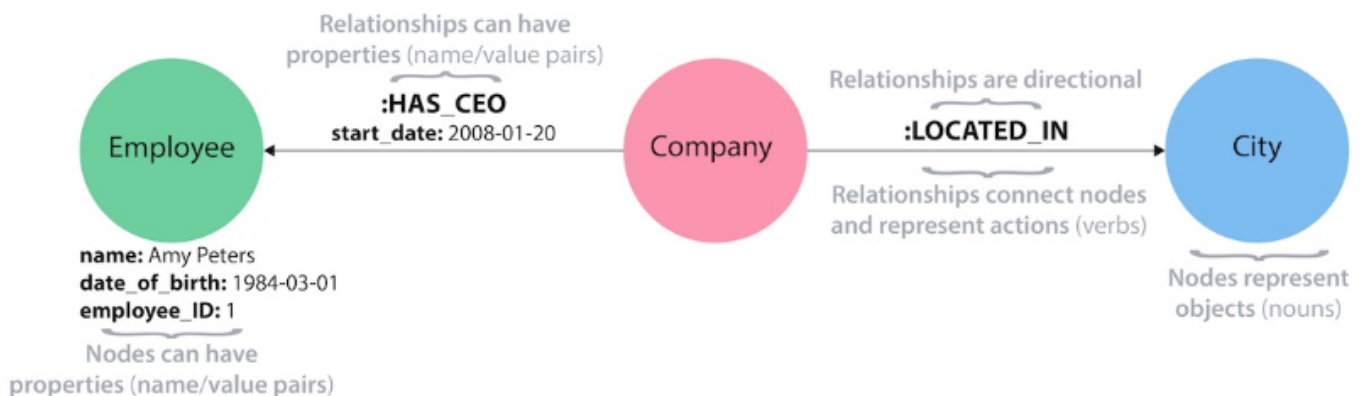 Relationships can have
properties (name/value pairs)
:HAS_CEO
start_date: 2008-01-20
Relationships are directional
:LOCATED_IN
Employee
Company
City
Relationships connect nodes
and represent actions (verbs)
name: Amy Peters
date_of_birth: 1984-03-01
employee_ID: 1
Nodes represent
objects (nouns)
Nodes can have
properties (name/value pairs)